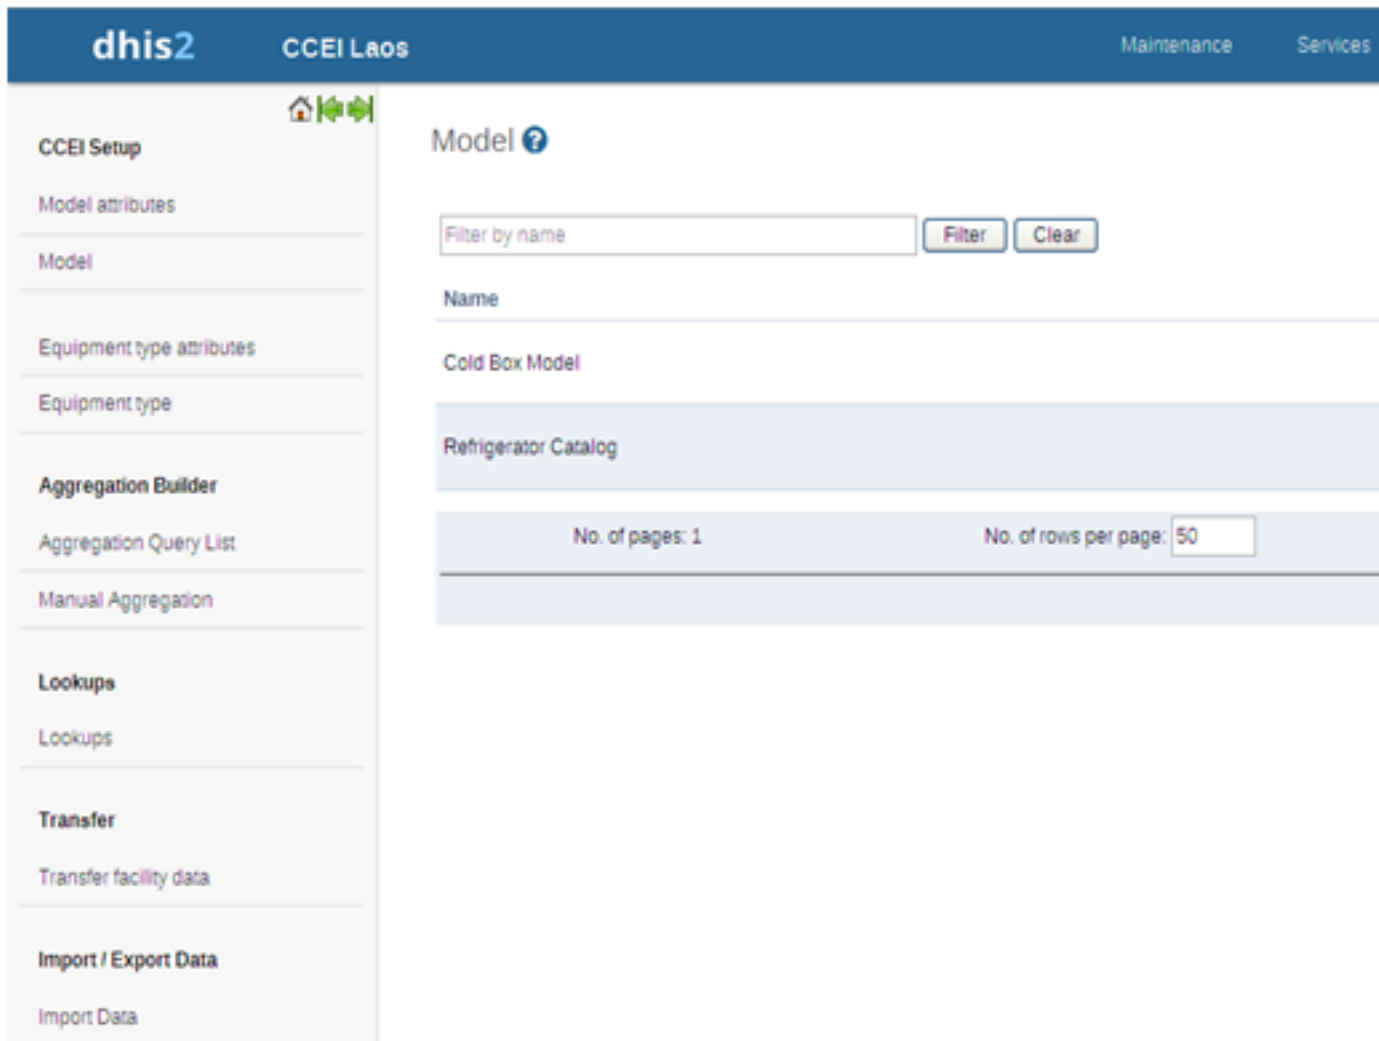 dhis2 CCEI Laos Maintenance Services
CCEI Setup
Model attributes
Model
Equipment type attributes
Equipment type
Aggregation Builder
Aggregation Query List
Manual Aggregation
Lookups
Lookups
Transfer
Transfer facility data
Import / Export Data
Import Data
Model ?
Filter by name Filter Clear
Name
Cold Box Model
Refrigerator Catalog
No. of pages: 1 No. of rows per page: 50